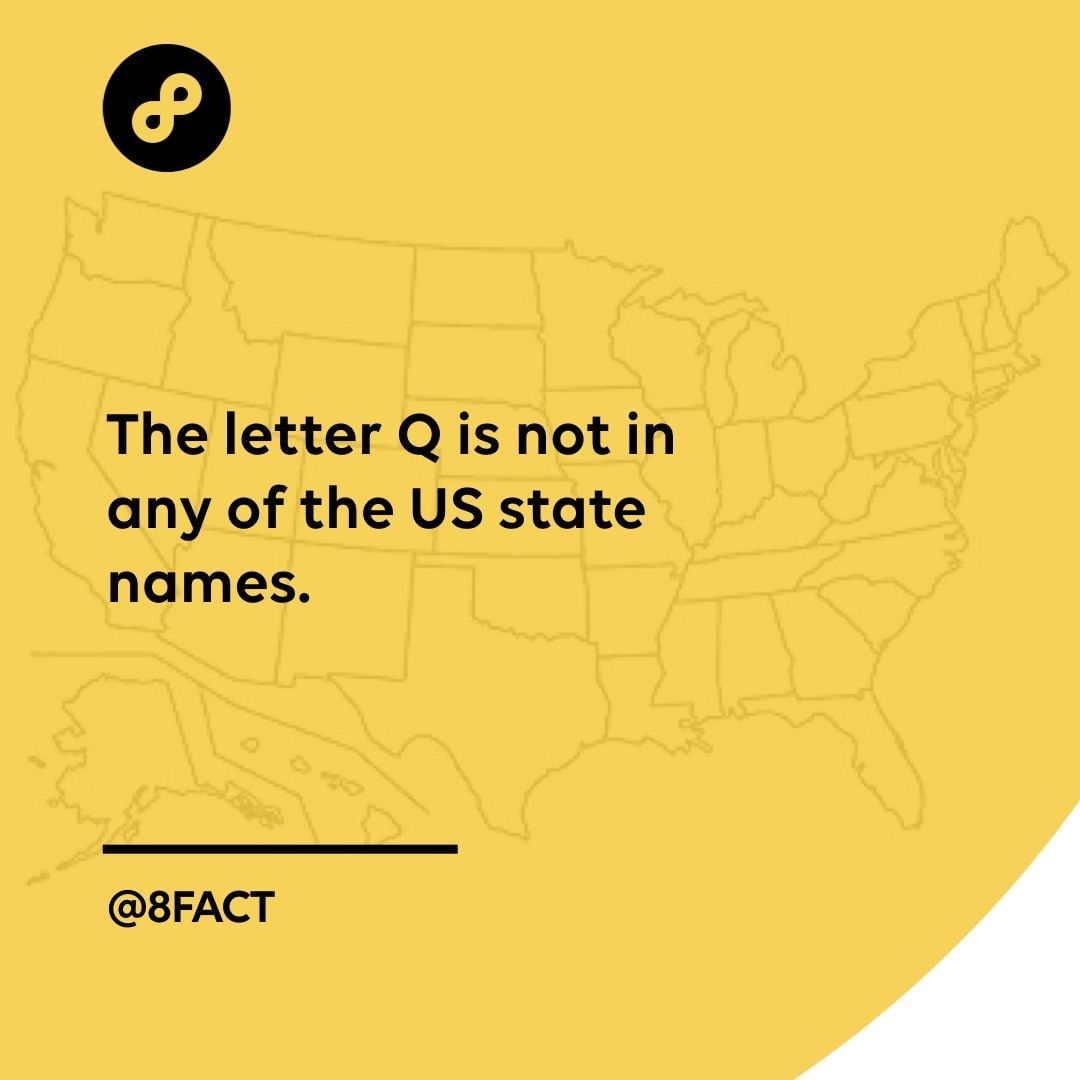 The letter Q is not in
any of the US state
names.
@8FACT